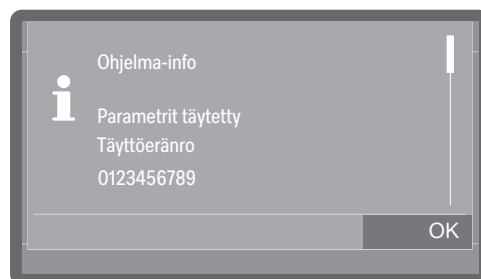 Ohjelma-info
Parametrit täytetty
Täyttöeränro
0123456789
OK